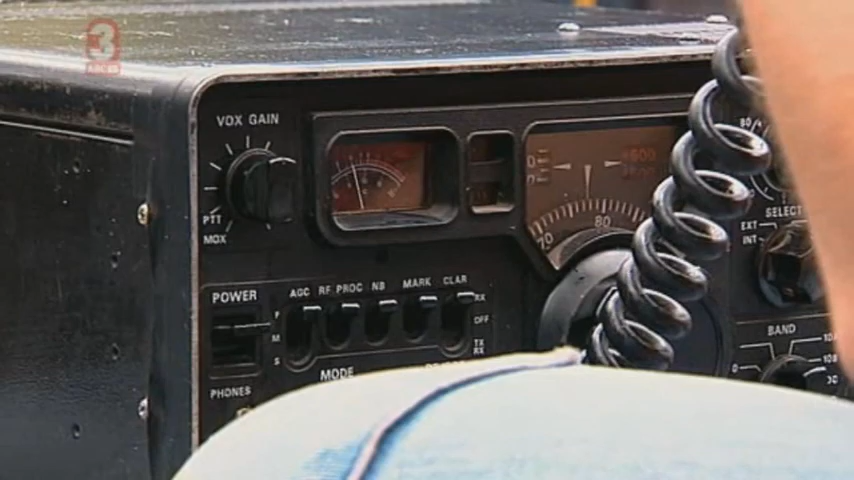 3
VOX GAIN
PTT
MOX
POWER
PHONES
AGC RF PROC NB MARK CLAR
RX
OFF
TX
RX
MODE
70 80
SELECT
EXT
INT
BAND